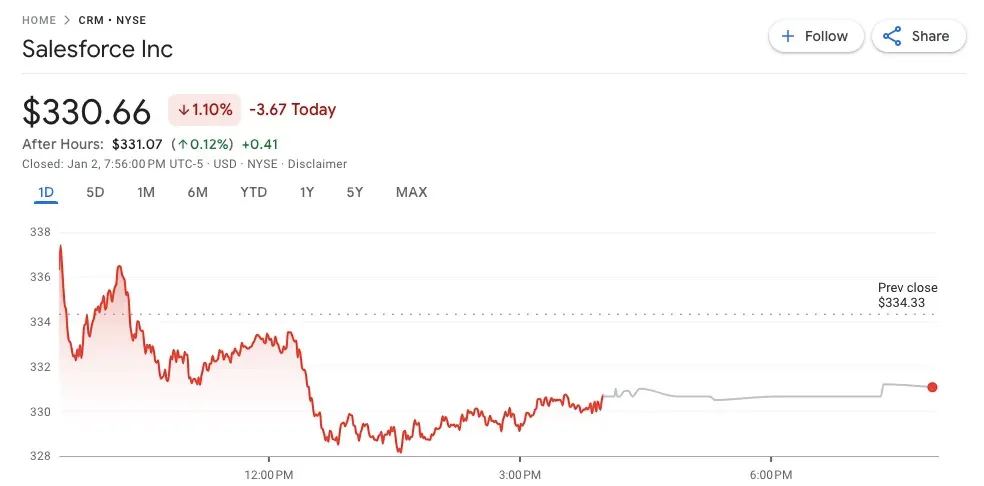 HOME > CRM • NYSE
Salesforce Inc
+ Follow
Share
$330.66 ↓1.10% -3.67 Today
After Hours: $331.07 (↑0.12%) +0.41
Closed: Jan 2, 7:56:00 PM UTC-5 · USD · NYSE · Disclaimer
1D 5D 1M 6M YTD 1Y 5Y MAX
338
336
Prev close
$334.33
334
332
330
328
12:00 PM 3:00 PM 6:00 PM